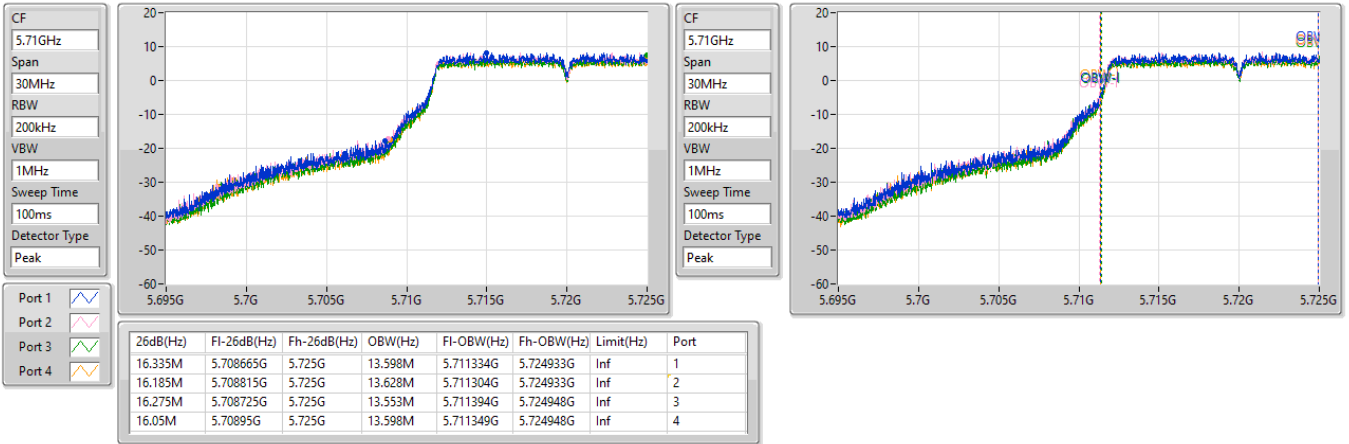 CF
5.71GHz
Span
30MHz
RBW
200kHz
VBW
1MHz
Sweep Time
100ms
Detector Type
Peak
Port 1
Port 2
Port 3
Port 4
20
10
0
-10
-20
-30
-40
-50
-60
5.695G 5.7G 5.705G 5.71G 5.715G 5.72G 5.725G
CF
5.71GHz
Span
30MHz
RBW
200kHz
VBW
1MHz
Sweep Time
100ms
Detector Type
Peak
20
10
0
-10
-20
-30
-40
-50
-60
OBW-l
5.695G 5.7G 5.705G 5.71G 5.715G 5.72G 5.725G
26dB(Hz) Fl-26dB(Hz) Fh-26dB(Hz) OBW(Hz) Fl-OBW(Hz) Fh-OBW(Hz) Limit(Hz) Port
16.335M 5.708665G 5.725G 13.598M 5.711334G 5.724933G Inf 1
16.185M 5.708815G 5.725G 13.628M 5.711304G 5.724933G Inf 2
16.275M 5.708725G 5.725G 13.553M 5.711394G 5.724948G Inf 3
16.05M 5.70895G 5.725G 13.598M 5.711349G 5.724948G Inf 4